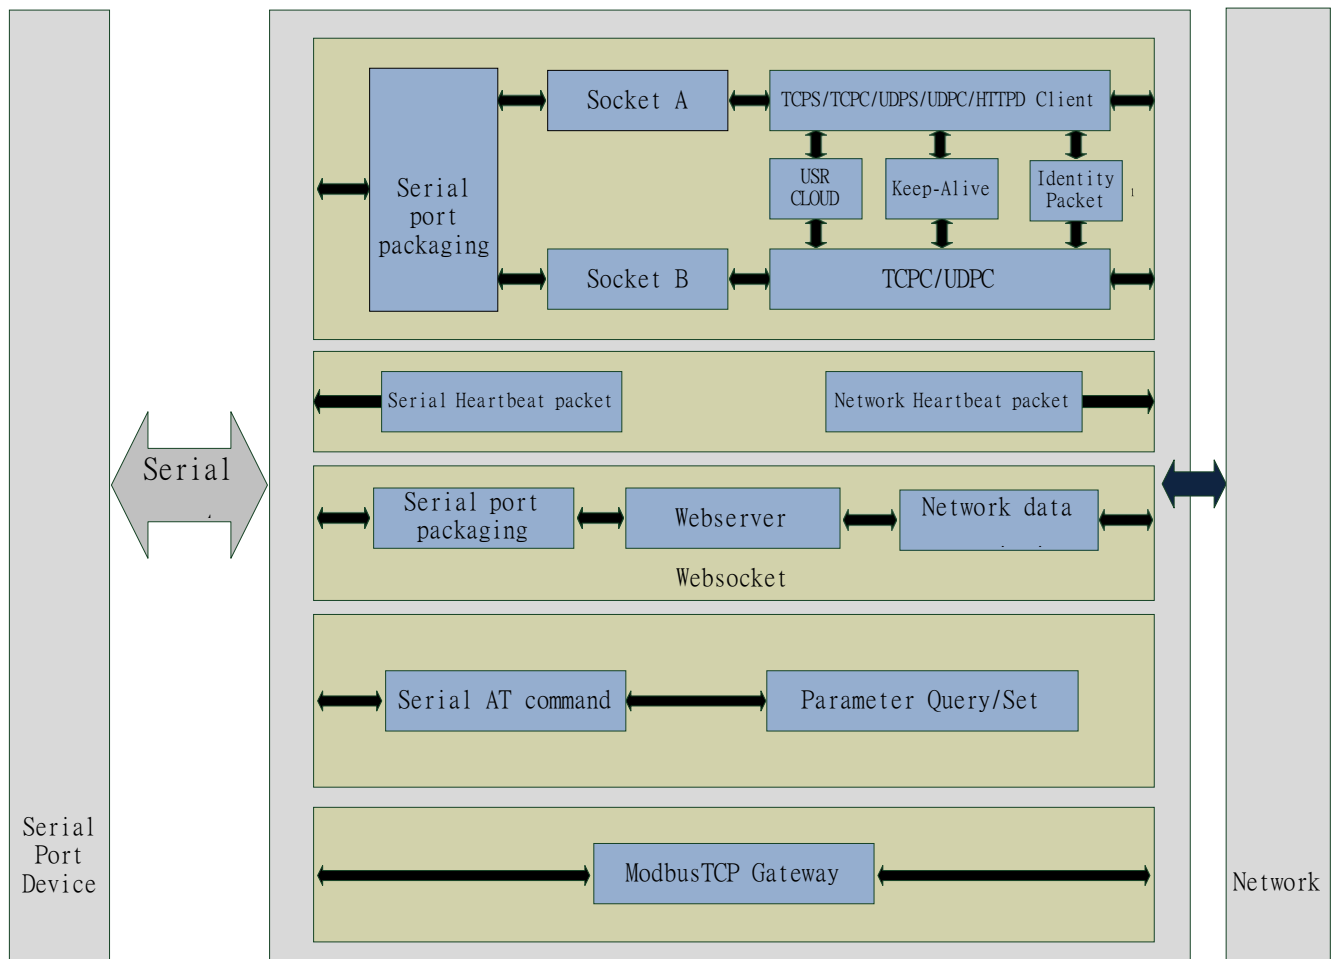 Socket A
TCPS/TCPC/UDPS/UDPC/HTTPD Client
Serial
port
packaging
USR
CLOUD
Keep-Alive
Identity
Packet
1
Socket B
TCPC/UDPC
Serial Heartbeat packet
Network Heartbeat packet
Serial
Serial port
packaging
Webserver
Network data
Websocket
Serial AT command
Parameter Query/Set
ModbusTCP Gateway
Serial
Port
Device
Network